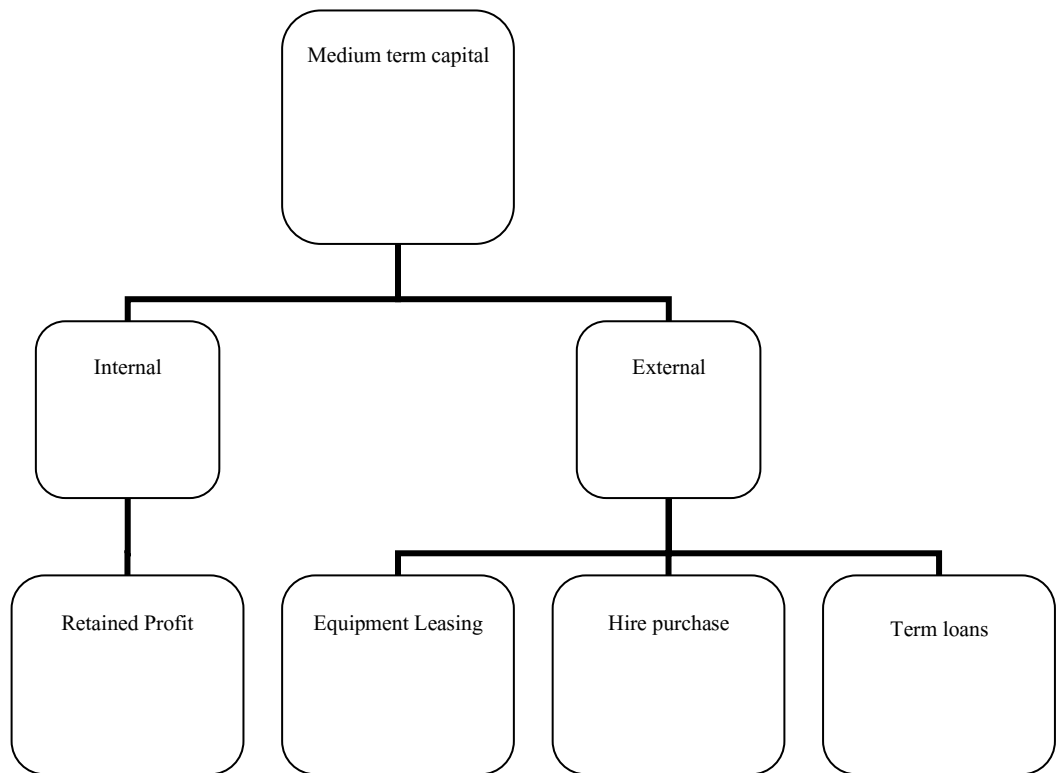 Medium term capital
Internal
External
Retained Profit
Equipment Leasing
Hire purchase
Term loans